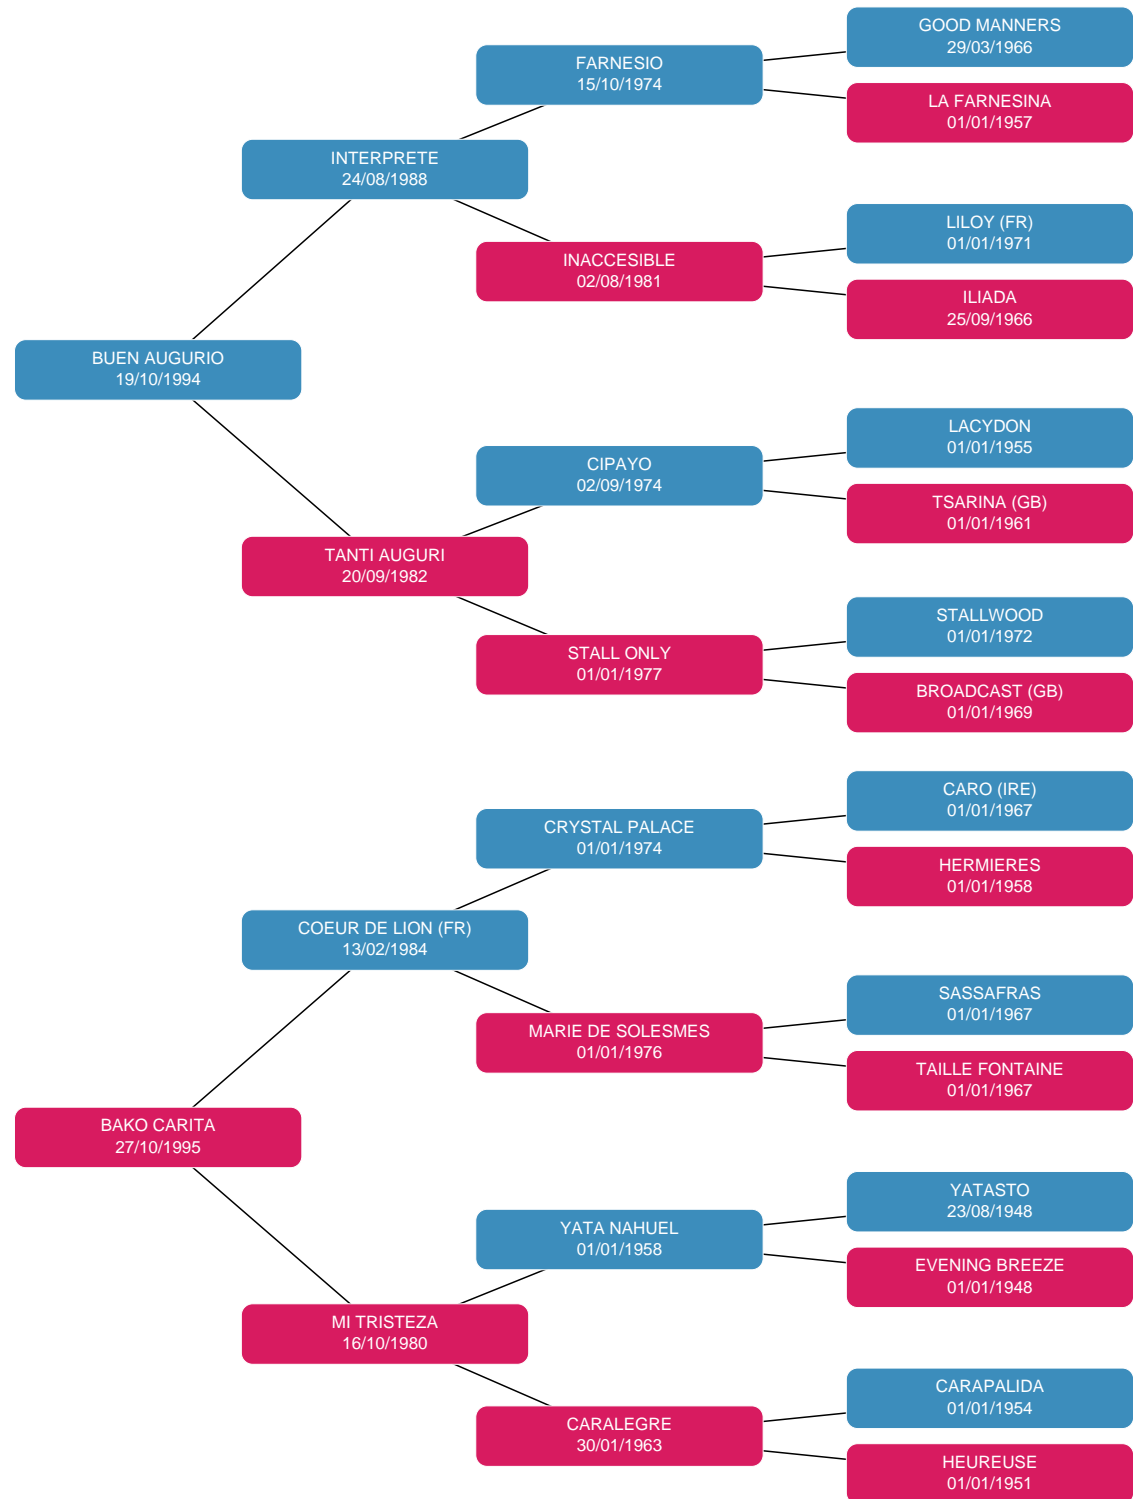 GOOD MANNERS
29/03/1966
FARNESIO
15/10/1974
LA FARNESINA
01/01/1957
INTERPRETE
24/08/1988
LILOY (FR)
01/01/1971
INACCESIBLE
02/08/1981
ILIADA
25/09/1966
BUEN AUGURIO
19/10/1994
LACYDON
01/01/1955
CIPAYO
02/09/1974
TSARINA (GB)
01/01/1961
TANTI AUGURI
20/09/1982
STALLWOOD
01/01/1972
STALL ONLY
01/01/1977
BROADCAST (GB)
01/01/1969
CARO (IRE)
01/01/1967
CRYSTAL PALACE
01/01/1974
HERMIERES
01/01/1958
COEUR DE LION (FR)
13/02/1984
SASSAFRAS
01/01/1967
MARIE DE SOLESMES
01/01/1976
TAILLE FONTAINE
01/01/1967
BAKO CARITA
27/10/1995
YATASTO
23/08/1948
YATA NAHUEL
01/01/1958
EVENING BREEZE
01/01/1948
MI TRISTEZA
16/10/1980
CARAPALIDA
01/01/1954
CARALEGRE
30/01/1963
HEUREUSE
01/01/1951